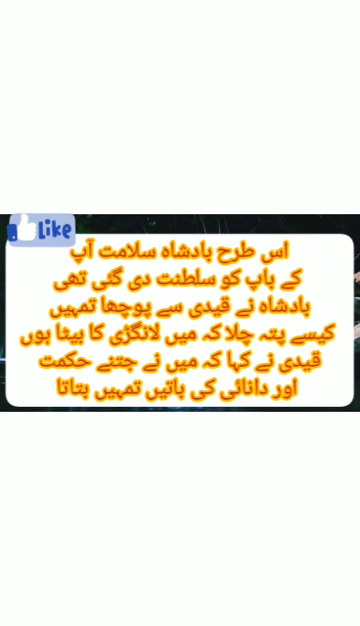 Like
اس طرح بادشاہ سلامت آپ
کے باپ کو سلطنت دی گئی تھی
بادشاہ نے قیدی سے پوچھا تمہیں
کیسے پتہ چلا کہ میں لانگڑی کا بیٹا ہوں
قیدی نے کہا کہ میں نے جتنے حکمت
اور دانائی کی باتیں تمہیں بتاتا